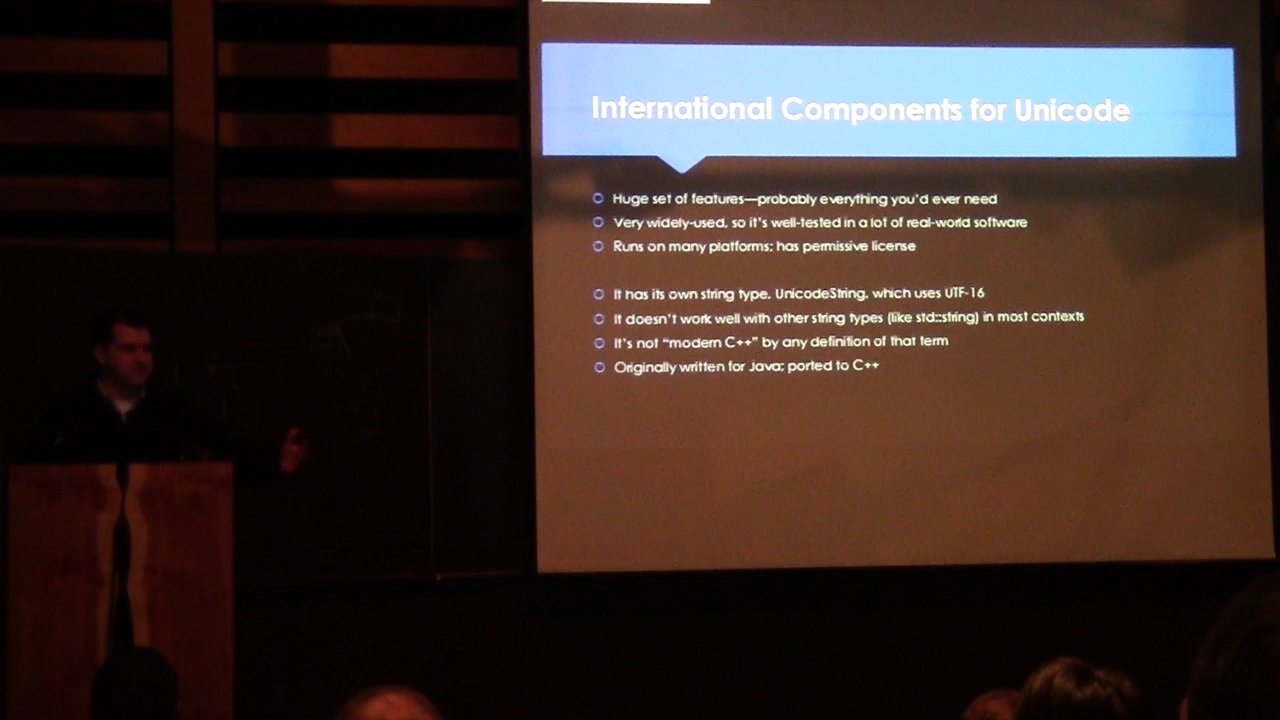 International Components for Unicode
Huge set of features—probably everything you'd ever need
Very widely-used, so it's well-tested in a lot of real-world software
Runs on many platforms; has permissive license
It has its own string type, UnicodeString, which uses UTF-16
It doesn't work well with other string types (like std::string) in most contexts
It's not “modern C++” by any definition of that term
Originally written for Java; ported to C++